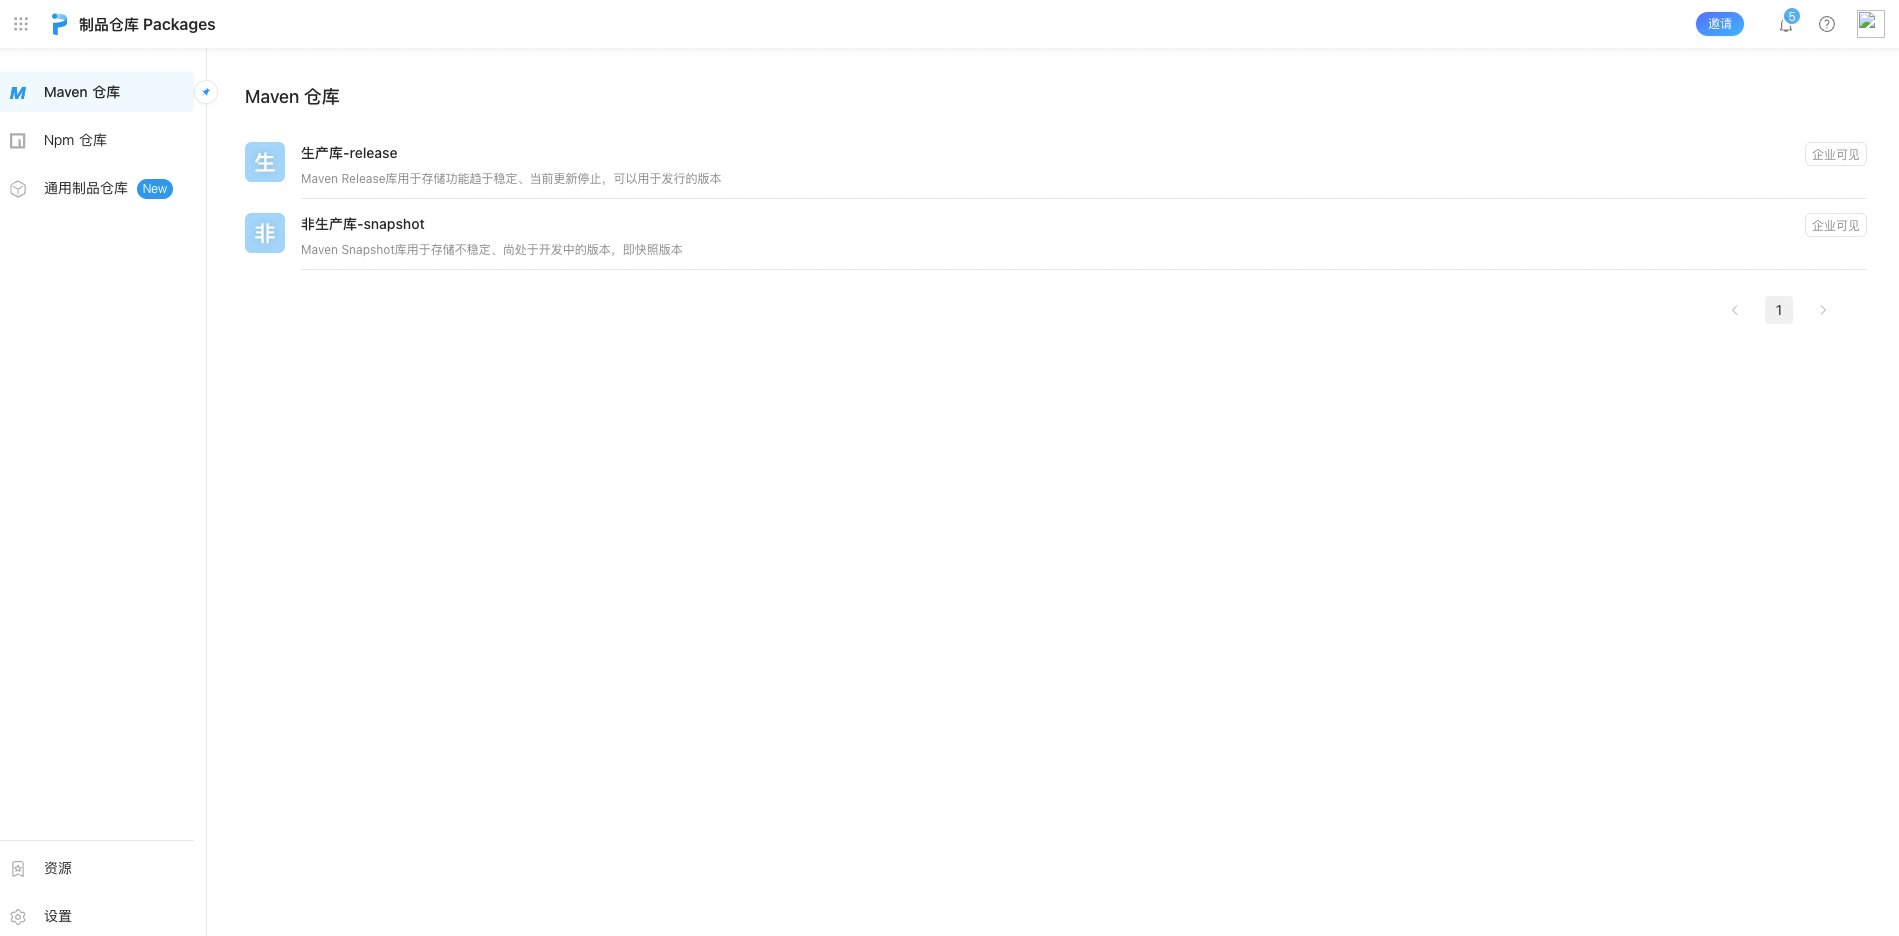 制品仓库 Packages
邀请
5
Maven 仓库
Npm 仓库
通用制品仓库 New
资源
设置
Maven 仓库
生
生产库-release
企业可见
Maven Release库用于存储功能趋于稳定、当前更新停止，可以用于发行的版本
非
非生产库-snapshot
企业可见
Maven Snapshot库用于存储不稳定、尚处于开发中的版本，即快照版本
1